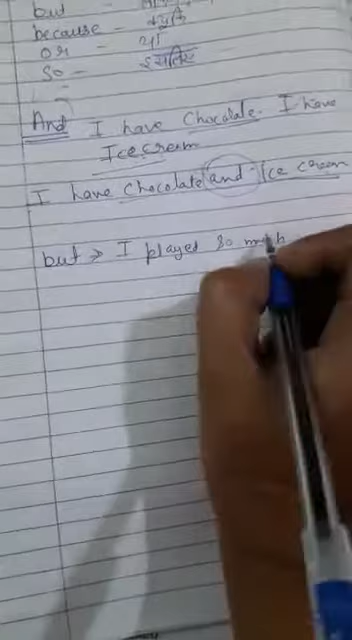 but -
because - क्यूंकि
or - या
so - इसलिए
And I have Chocolate. I have
Icecream
I have Chocolate and Ice cream
but → I played so much